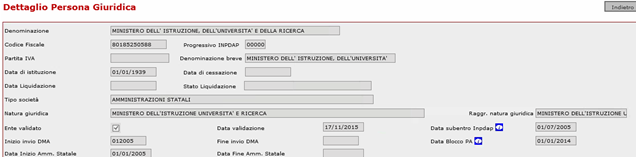 Dettaglio Persona Giuridica Indietro
Denominazione MINISTERO DELL' ISTRUZIONE, DELL'UNIVERSITA' E DELLA RICERCA
Codice Fiscale 80185250588 Progressivo INPDAP 00000
Partita IVA Denominazione breve MINISTERO DELL' ISTRUZIONE, DELL'UNIVERSITA'
Data di istituzione 01/01/1939 Data di cessazione
Data Liquidazione Stato Liquidazione
Tipo società AMMINISTRAZIONI STATALI
Natura giuridica MINISTERO DELL'ISTRUZIONE UNIVERSITA' E RICERCA Raggr. natura giuridica MINISTERO DELL'ISTRUZIONE U
Ente validato Data validazione 17/11/2015 Data subentro Inpdap 01/07/2005
Inizio invio DMA 012005 Fine invio DMA Data Blocco PA 01/01/2014
Data Inizio Amm. Statale 01/01/2005 Data Fine Amm. Statale